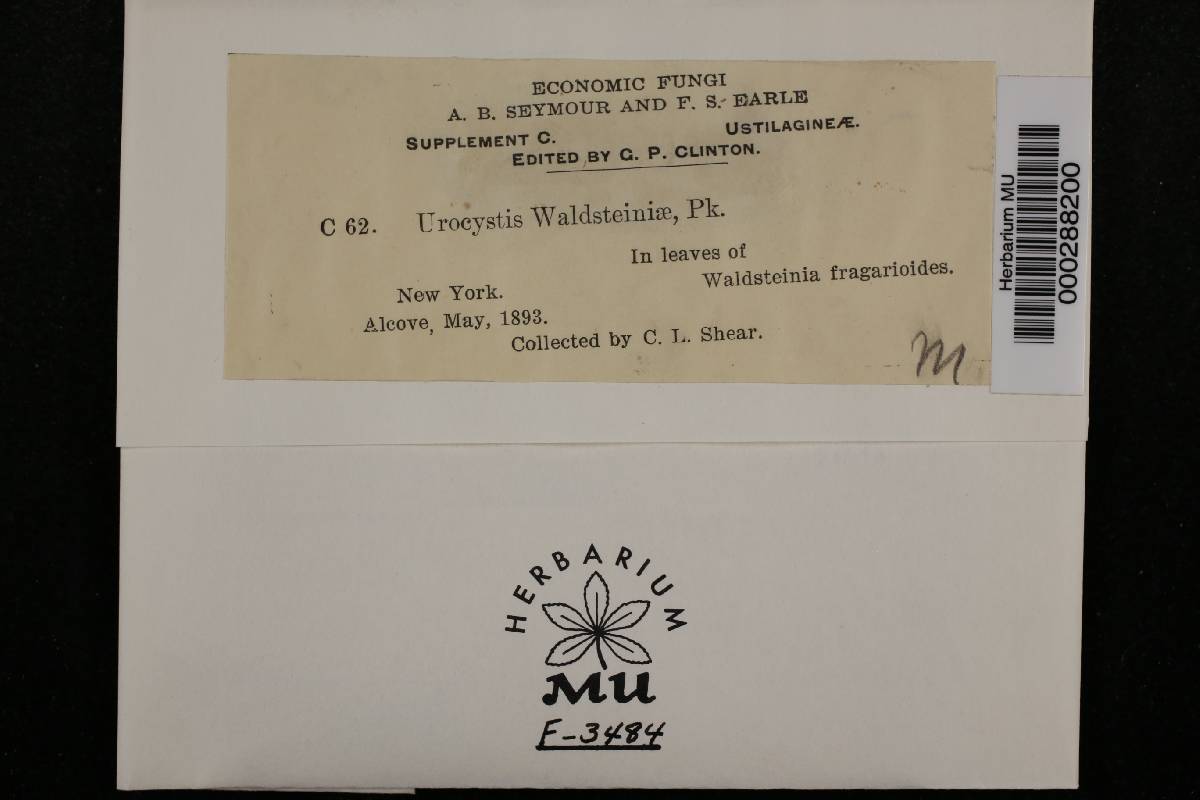 ECONOMIC FUNGI
A. B. SEYMOUR AND F. S. EARLE
SUPPLEMENT C. USTILAGINEÆ.
EDITED BY G. P. CLINTON.
C 62. Urocystis Waldsteiniæ, Pk.
In leaves of
Waldsteinia fragarioides.
New York.
Alcove, May, 1893.
Collected by C. L. Shear.
m
Herbarium MU
000288200
HERBARIUM
MU
F-3484